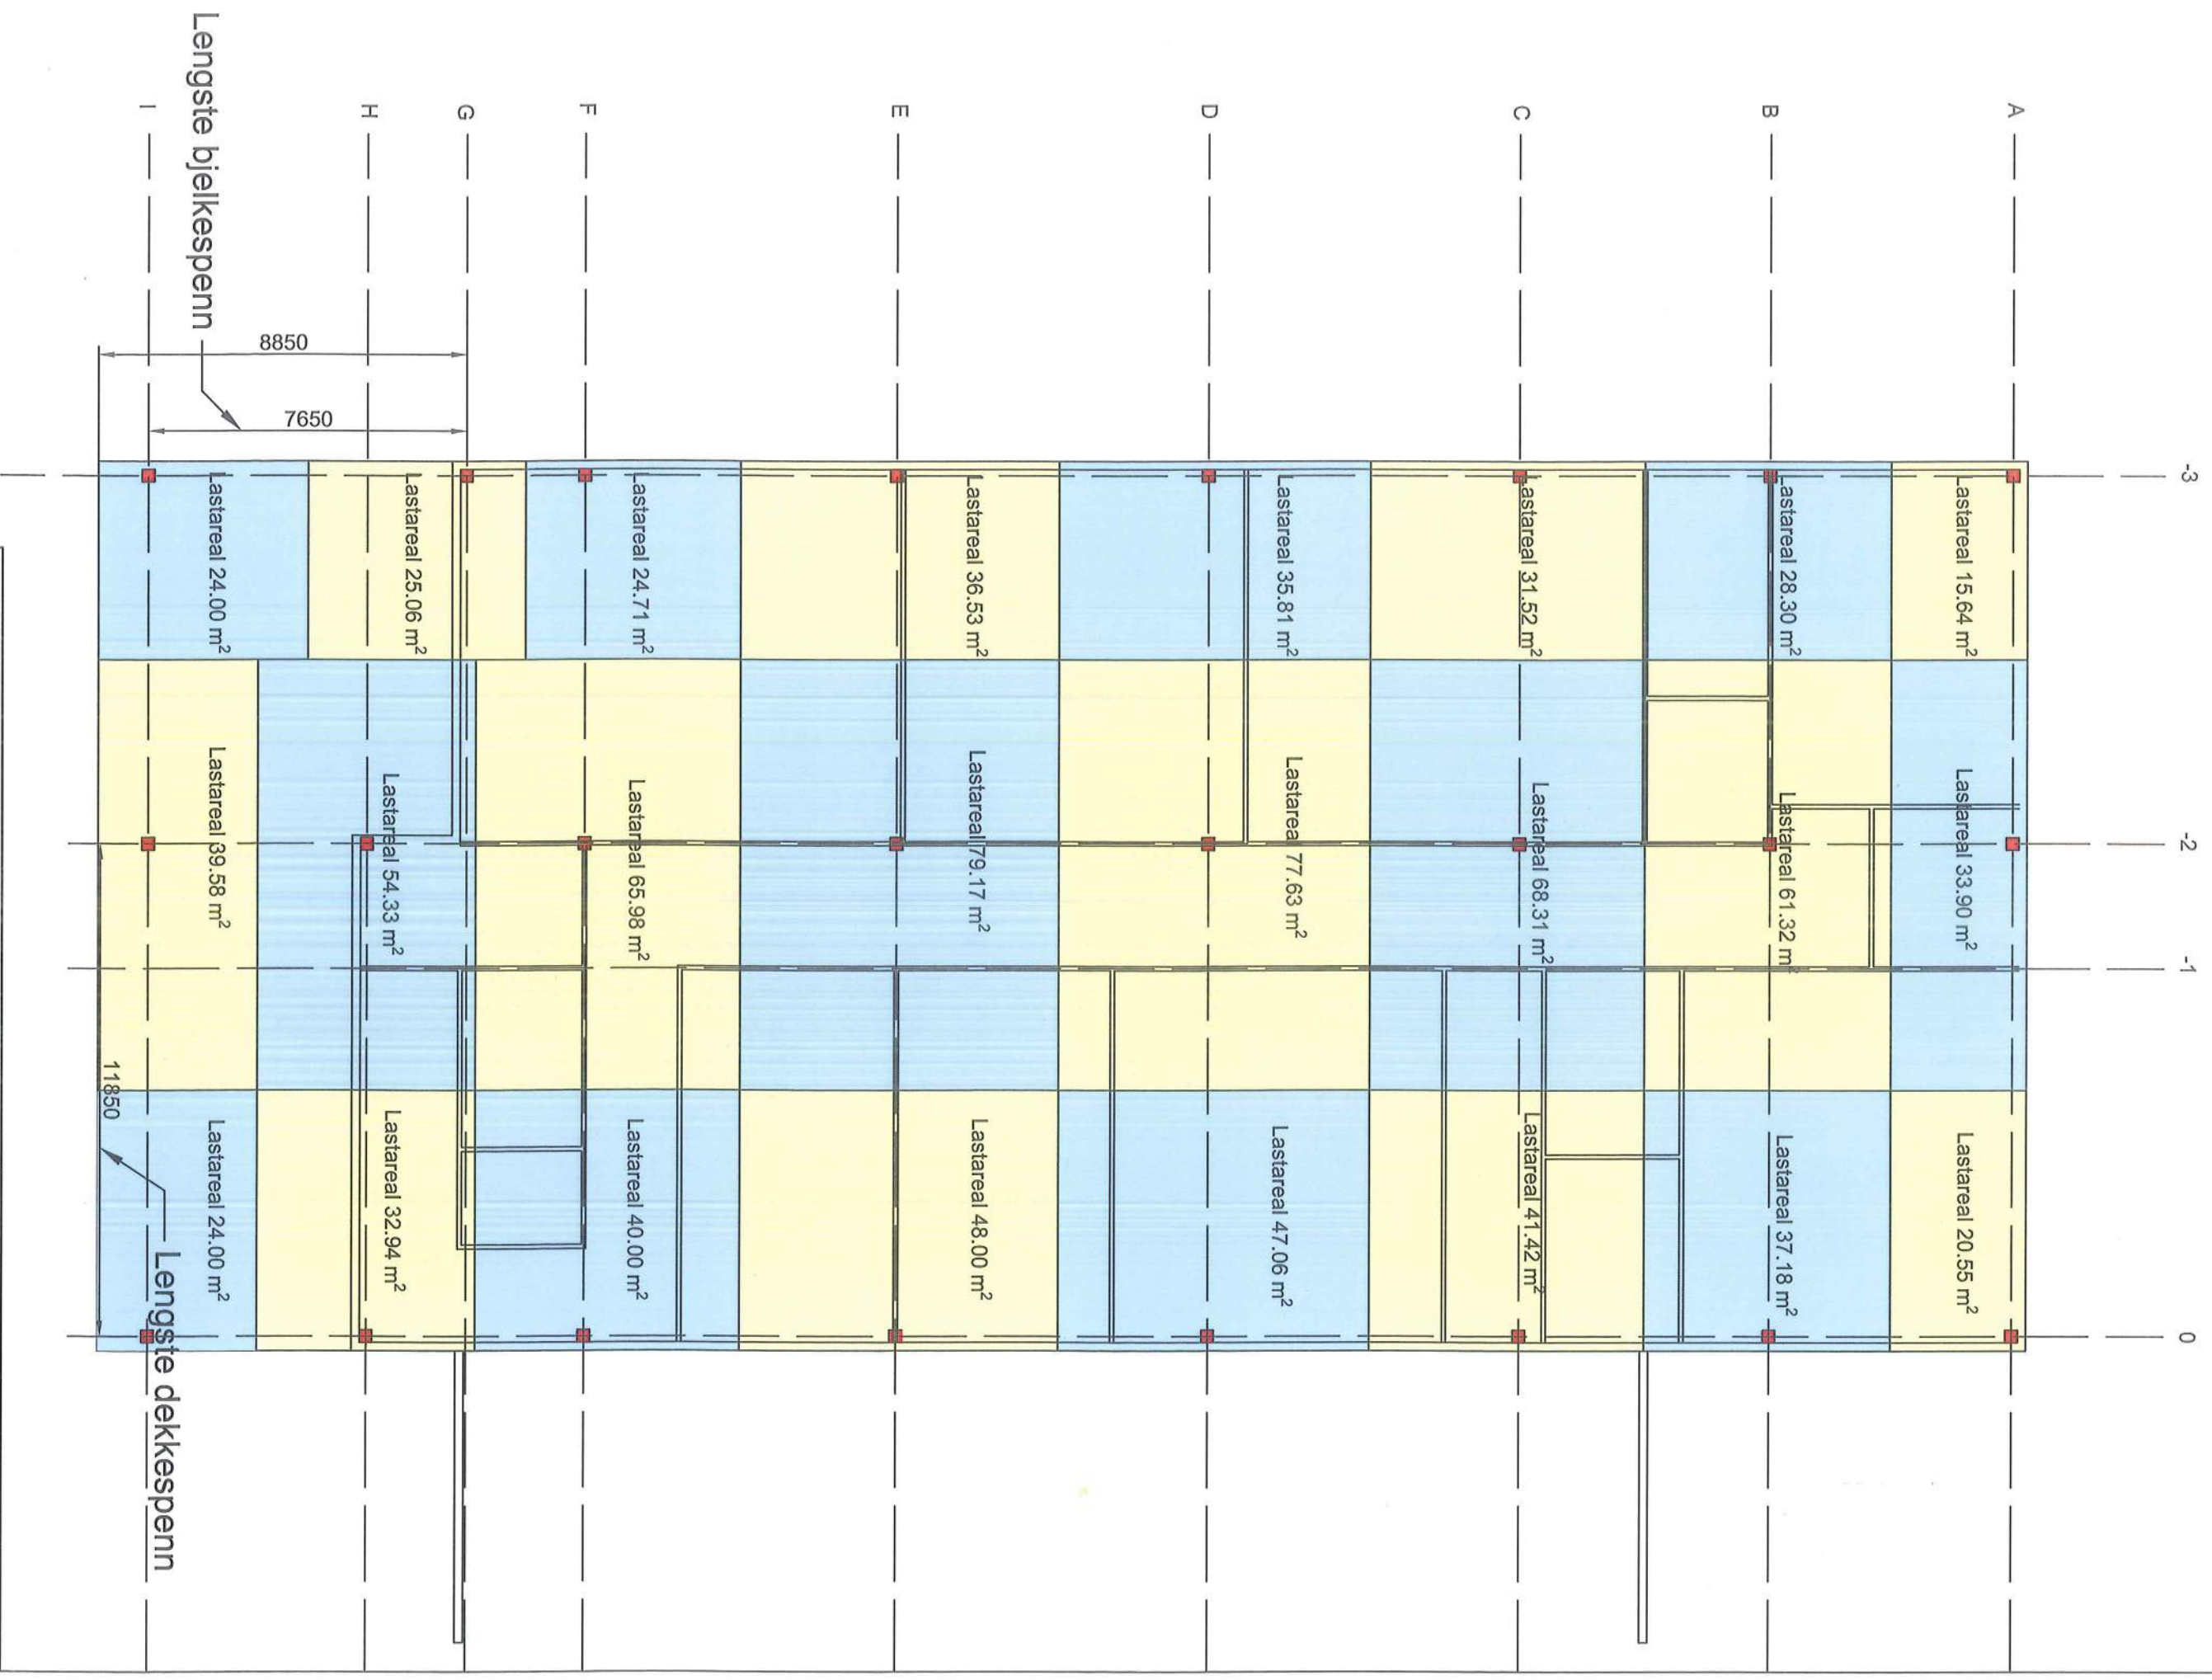 Lengste bjelkespenn
I
H
G
F
E
D
C
B
A
8850
7650
-3
Lastareal 24.00 m²
Lastareal 25.06 m²
Lastareal 24.71 m²
Lastareal 36.53 m²
Lastareal 35.81 m²
Lastareal 31.52 m²
Lastareal 28.30 m²
Lastareal 15.64 m²
-2
Lastareal 39.58 m²
Lastareal 54.33 m²
Lastareal 65.98 m²
Lastareal 79.17 m²
Lastareal 77.63 m²
Lastareal 68.31 m²
Lastareal 61.32 m²
Lastareal 33.90 m²
-1
11850
Lastareal 24.00 m²
Lastareal 32.94 m²
Lastareal 40.00 m²
Lastareal 48.00 m²
Lastareal 47.06 m²
Lastareal 41.42 m²
Lastareal 37.18 m²
Lastareal 20.55 m²
0
Lengste dekkespenn